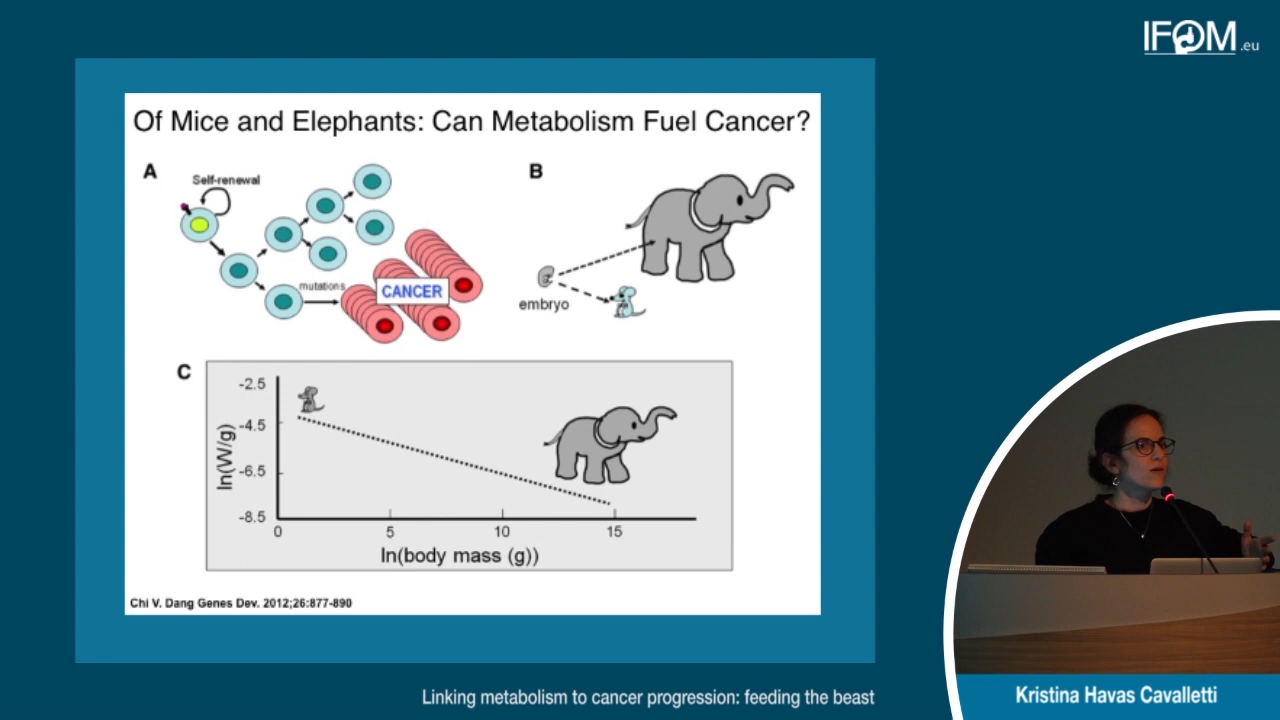 IFOM.eu
Of Mice and Elephants: Can Metabolism Fuel Cancer?
A
Self-renewal
mutations
CANCER
B
embryo
C
-2.5
-4.5
-6.5
-8.5
ln(W/g)
0 5 10 15
ln(body mass (g))
Chi V. Dang Genes Dev. 2012;26:877-890
Linking metabolism to cancer progression: feeding the beast
Kristina Havas Cavalletti